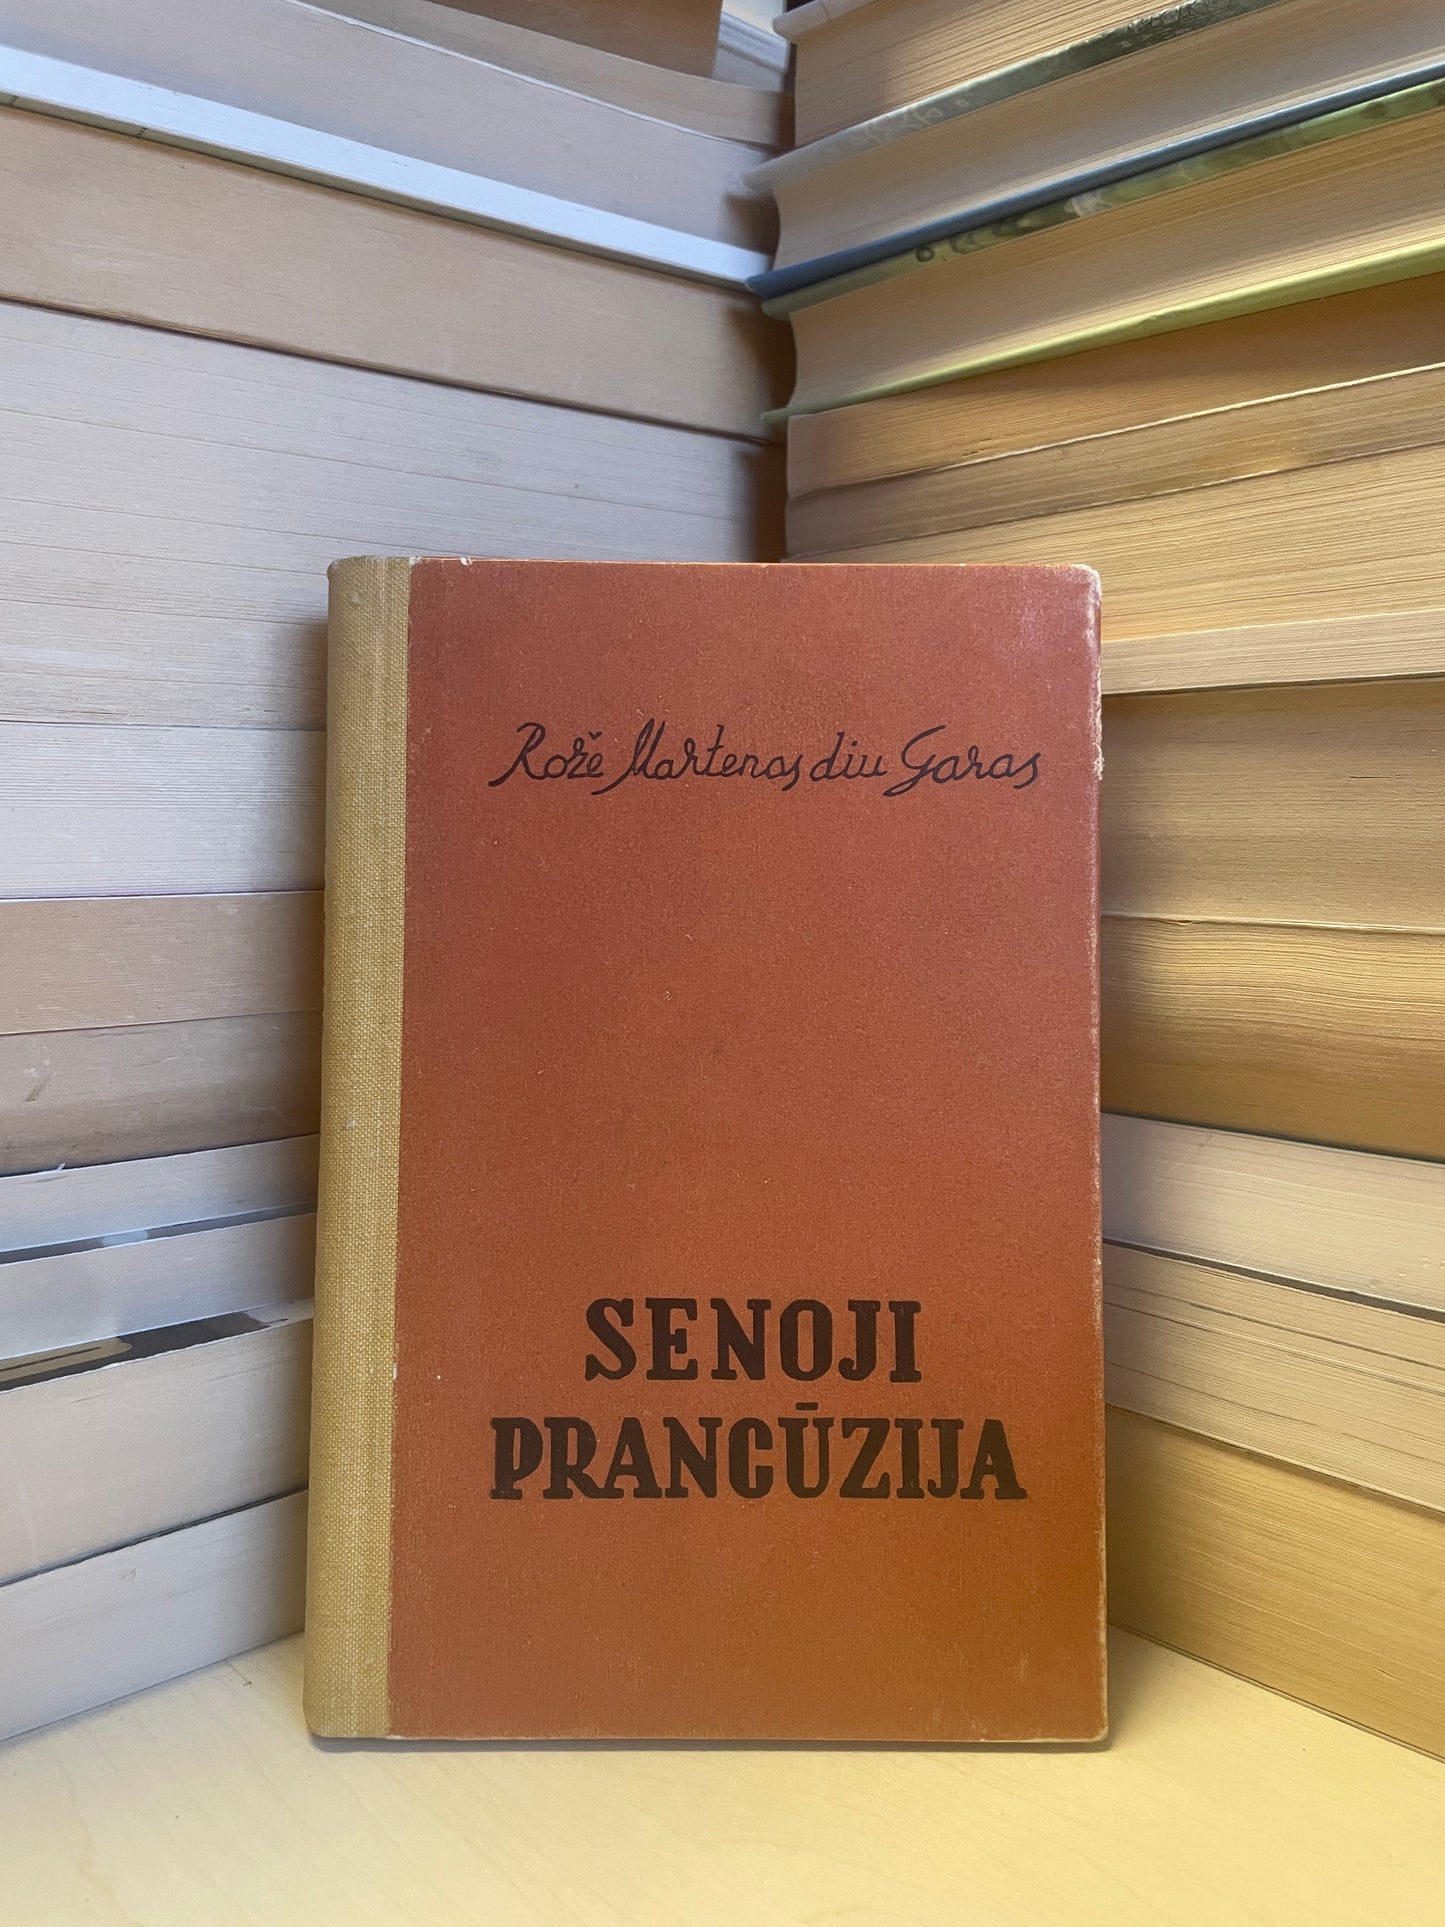 Rožė Martenas diu Garas
SENOJI
PRANCŪZIJA